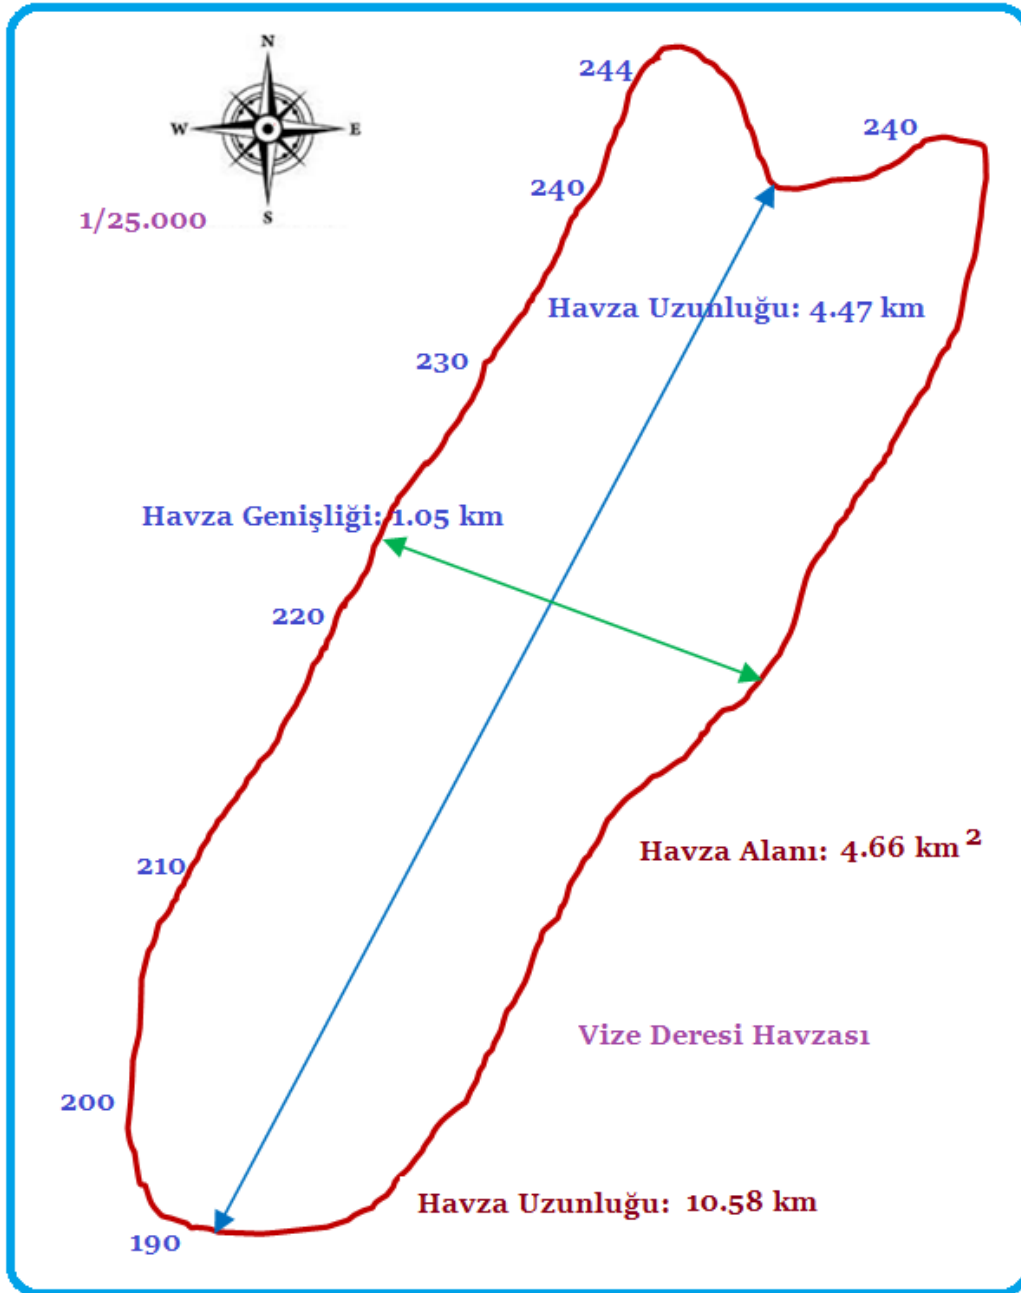 N
W E
S
1/25.000
244
240
240
Havza Uzunluğu: 4.47 km
230
Havza Genişliği: 1.05 km
220
Havza Alanı: 4.66 km²
210
Vize Deresi Havzası
200
Havza Uzunluğu: 10.58 km
190